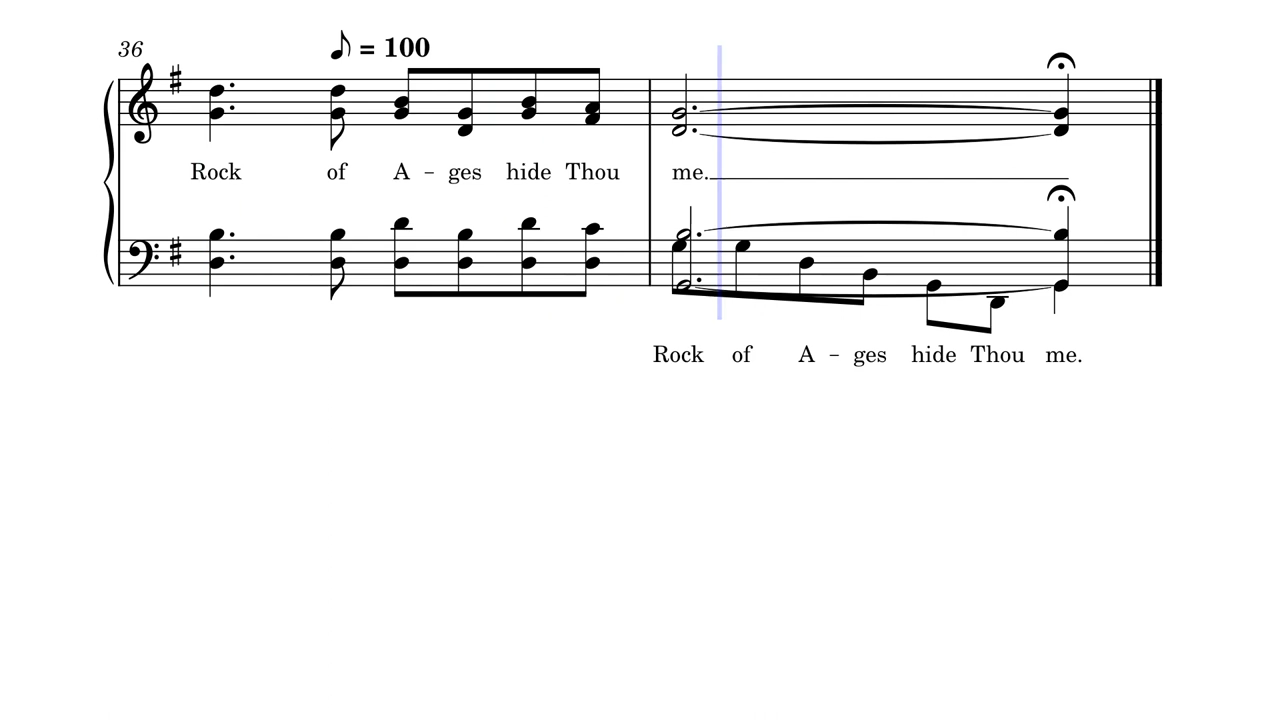 36
♪ = 100
Rock of A – ges hide Thou me.
Rock of A – ges hide Thou me.